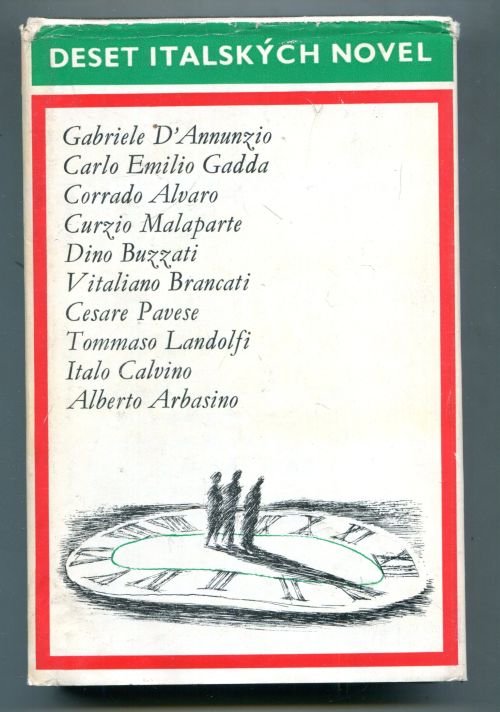 DESET ITALSKÝCH NOVEL
Gabriele D'Annunzio
Carlo Emilio Gadda
Corrado Alvaro
Curzio Malaparte
Dino Buzzati
Vitaliano Brancati
Cesare Pavese
Tommaso Landolfi
Italo Calvino
Alberto Arbasino